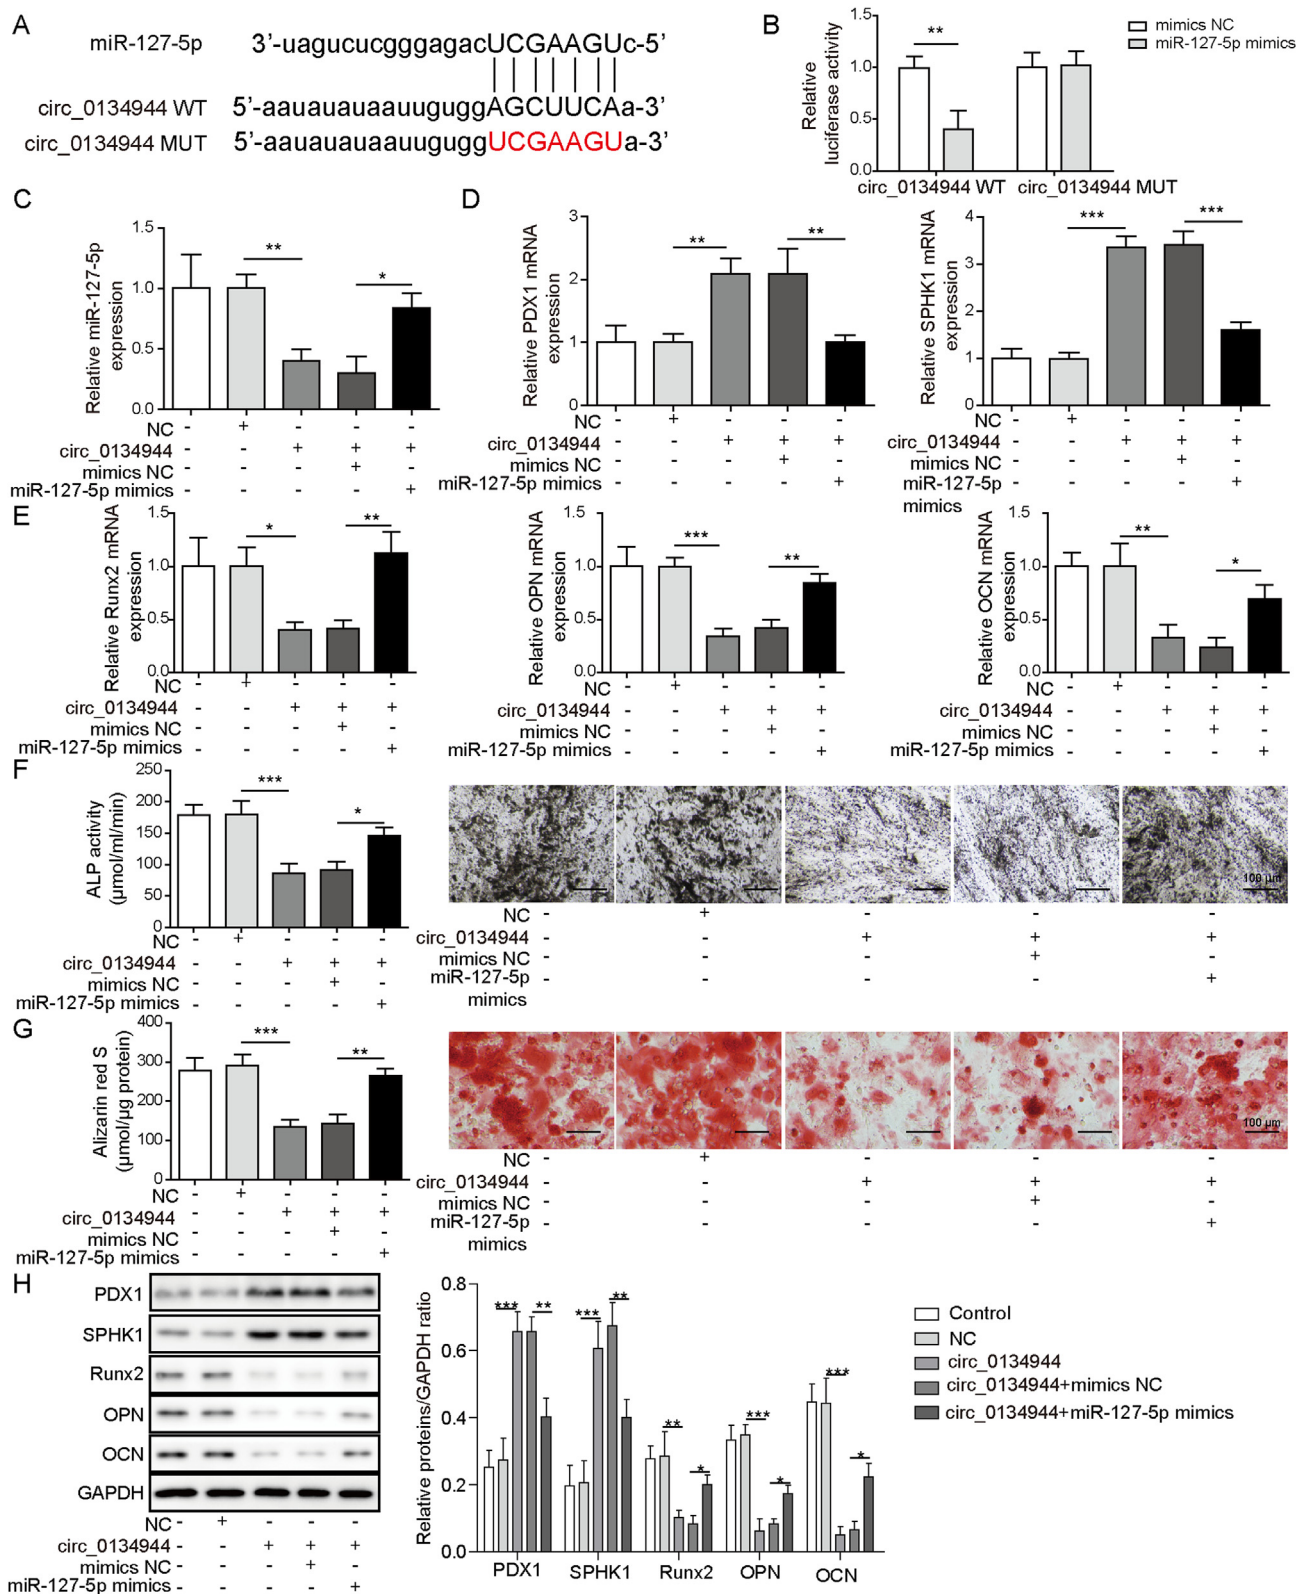 A
miR-127-5p 3’-uagucucgggagacUCGAAGUc-5’
circ_0134944 WT 5’-aauauauaauuguggAGCUUCAa-3’
circ_0134944 MUT 5’-aauauauaauuguggUCGAAGUa-3’
B
Relative luciferase activity
1.5
1.0
0.5
0.0
**
mimics NC
miR-127-5p mimics
circ_0134944 WT circ_0134944 MUT
C
Relative miR-127-5p expression
1.5
1.0
0.5
0.0
** *
NC - + - - -
circ_0134944 - - + + +
mimics NC - - - + -
miR-127-5p mimics - - - - +
D
Relative PDX1 mRNA expression
3
2
1
0
** **
NC - + - - -
circ_0134944 - - + + +
mimics NC - - - + -
miR-127-5p mimics - - - - +
Relative SPHK1 mRNA expression
4
2
1
0
*** ***
NC - + - - -
circ_0134944 - - + + +
mimics NC - - - + -
miR-127-5p - - - - +
mimics
E
Relative Runx2 mRNA expression
1.5
1.0
0.5
0.0
* **
NC - + - - -
circ_0134944 - - + + +
mimics NC - - - + -
miR-127-5p mimics - - - - +
Relative OPN mRNA expression
1.5
1.0
0.5
0.0
*** **
NC - + - - -
circ_0134944 - - + + +
mimics NC - - - + -
miR-127-5p mimics - - - - +
Relative OCN mRNA expression
1.5
1.0
0.5
0.0
** *
NC - + - - -
circ_0134944 - - + + +
mimics NC - - - + -
miR-127-5p mimics - - - - +
F
ALP activity (μmol/ml/min)
250
200
150
100
50
0
*** *
NC - + - - -
circ_0134944 - - + + +
mimics NC - - - + -
miR-127-5p mimics - - - - +
100 μm
NC - + - - -
circ_0134944 - - + + +
mimics NC - - - + -
miR-127-5p - - - - +
mimics
G
Alizarin red S (μmol/μg protein)
400
300
200
100
0
*** **
NC - + - - -
circ_0134944 - - + + +
mimics NC - - - + -
miR-127-5p mimics - - - - +
100 μm
NC - + - - -
circ_0134944 - - + + +
mimics NC - - - + -
miR-127-5p - - - - +
mimics
H
PDX1
SPHK1
Runx2
OPN
OCN
GAPDH
NC - + - - -
circ_0134944 - - + + +
mimics NC - - - + -
miR-127-5p mimics - - - - +
Relative proteins/GAPDH ratio
0.8
0.6
0.4
0.2
0.0
*** ** *** ** ** * *** * *** *
PDX1 SPHK1 Runx2 OPN OCN
Control
NC
circ_0134944
circ_0134944+mimics NC
circ_0134944+miR-127-5p mimics